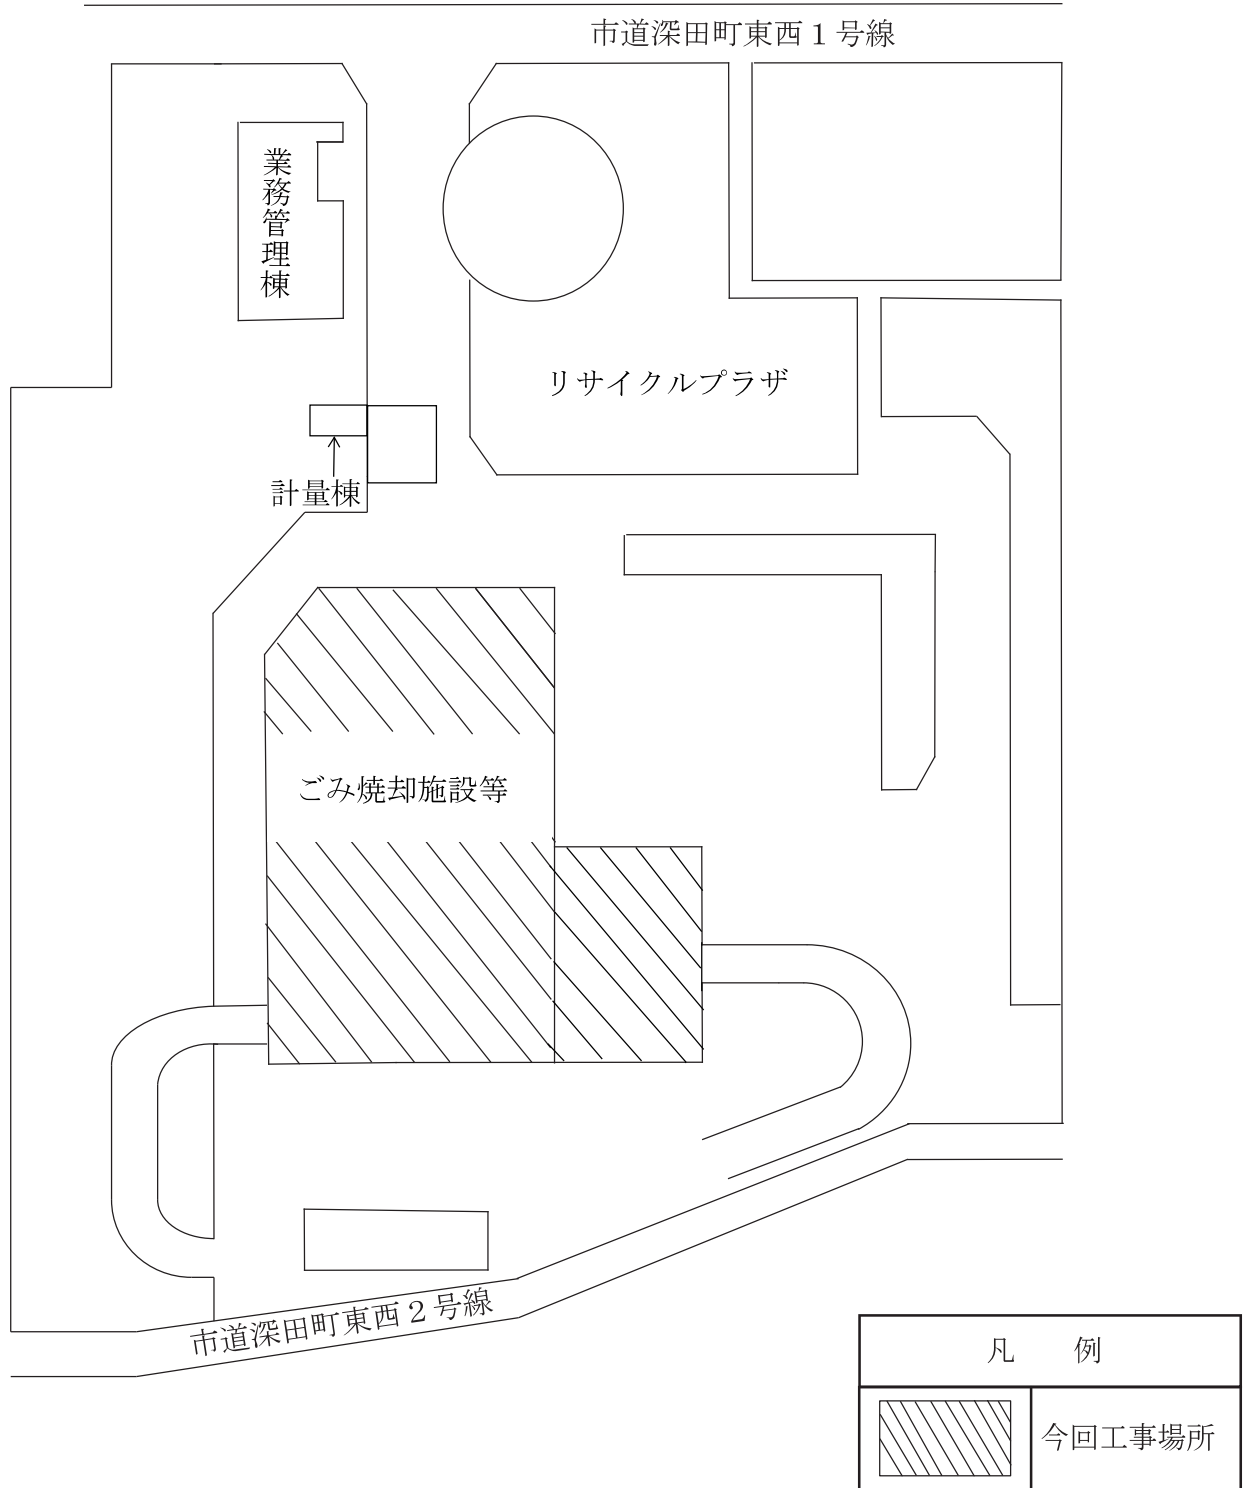 市道深田町東西１号線
業務管理棟
リサイクルプラザ
計量棟
ごみ焼却施設等
市道深田町東西２号線
凡　例
今回工事場所